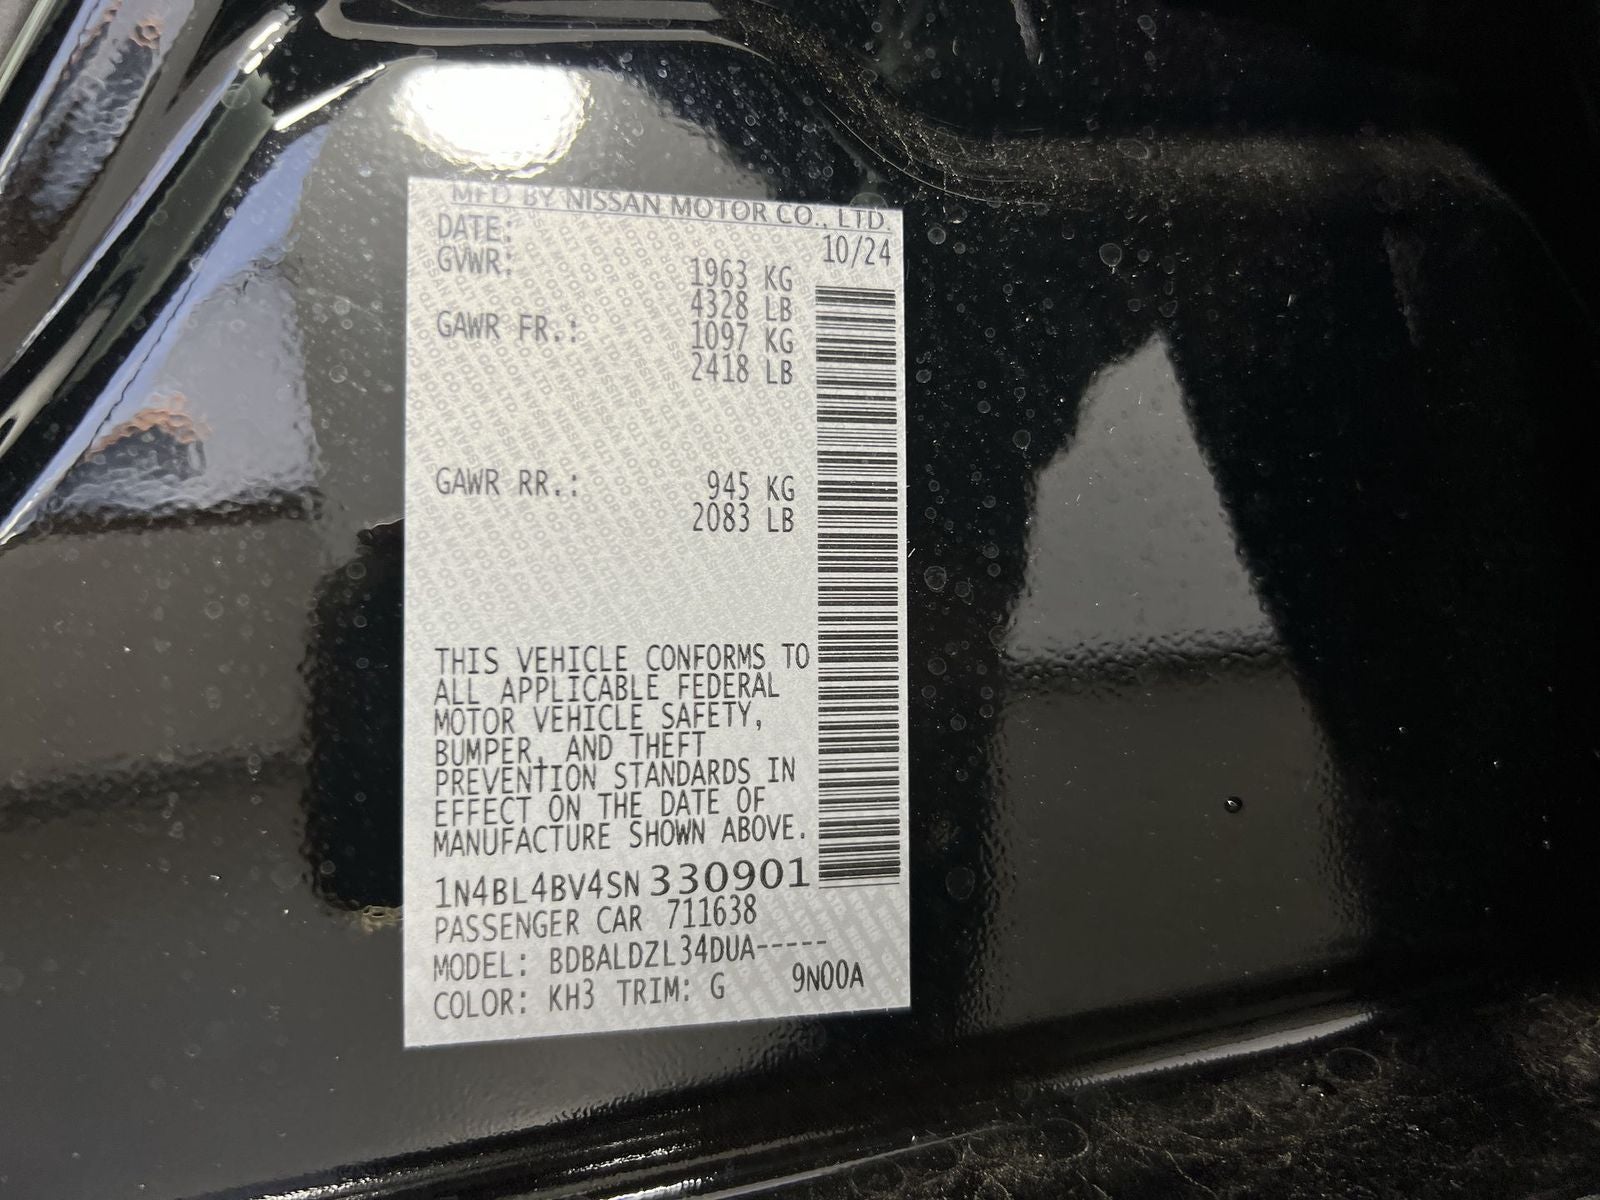 MFD BY NISSAN MOTOR CO., LTD.
DATE: 10/24
GVWR: 1963 KG
4328 LB
GAWR FR.: 1097 KG
2418 LB
GAWR RR.: 945 KG
2083 LB
THIS VEHICLE CONFORMS TO
ALL APPLICABLE FEDERAL
MOTOR VEHICLE SAFETY,
BUMPER, AND THEFT
PREVENTION STANDARDS IN
EFFECT ON THE DATE OF
MANUFACTURE SHOWN ABOVE.
1N4BL4BV4SN330901
PASSENGER CAR 711638
MODEL: BDBALDZL34DUA-----
COLOR: KH3 TRIM: G 9N00A